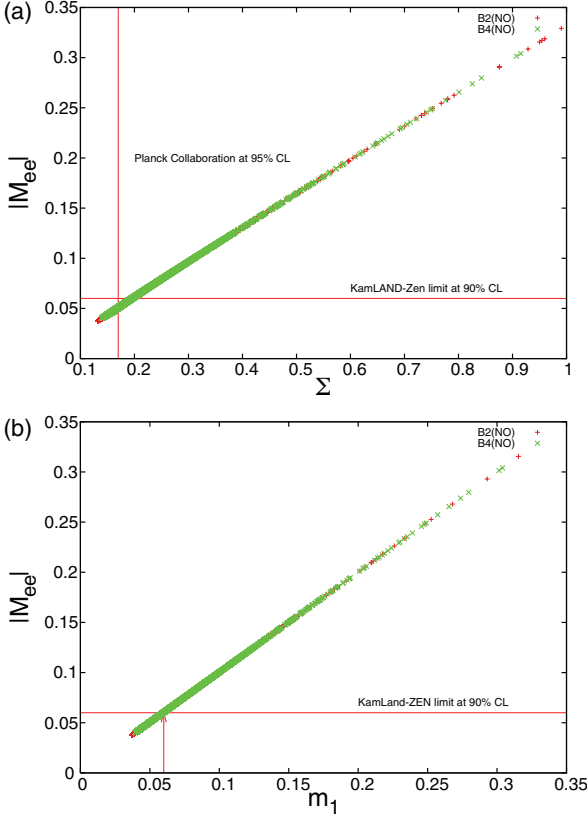 (a)
0.35
0.3
0.25
0.2
0.15
0.1
0.05
0
|M_ee|
B2(NO)
B4(NO)
Planck Collaboration at 95% CL
KamLAND-Zen limit at 90% CL
0.1 0.2 0.3 0.4 0.5 0.6 0.7 0.8 0.9 1
Σ
(b)
0.35
0.3
0.25
0.2
0.15
0.1
0.05
0
|M_ee|
B2(NO)
B4(NO)
KamLand-ZEN limit at 90% CL
0 0.05 0.1 0.15 0.2 0.25 0.3 0.35
m_1